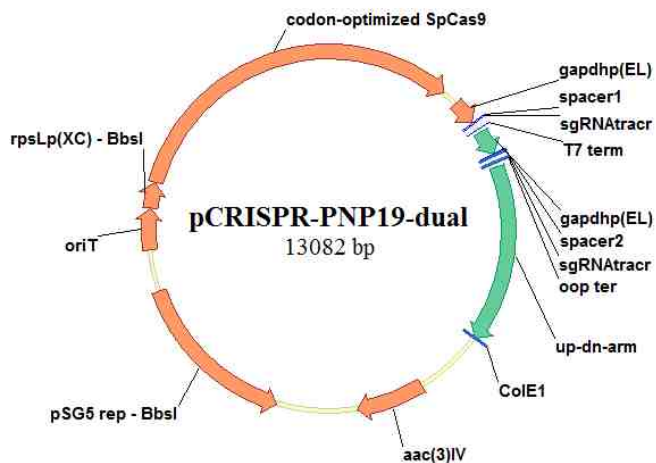 codon-optimized SpCas9
gapdhp(EL)
spacer1
sgRNAtracr
T7 term
rpsLp(XC) - BbsI
pCRISPR-PNP19-dual
13082 bp
oriT
gapdhp(EL)
spacer2
sgRNAtracr
oop ter
up-dn-arm
ColE1
pSG5 rep - BbsI
aac(3)IV